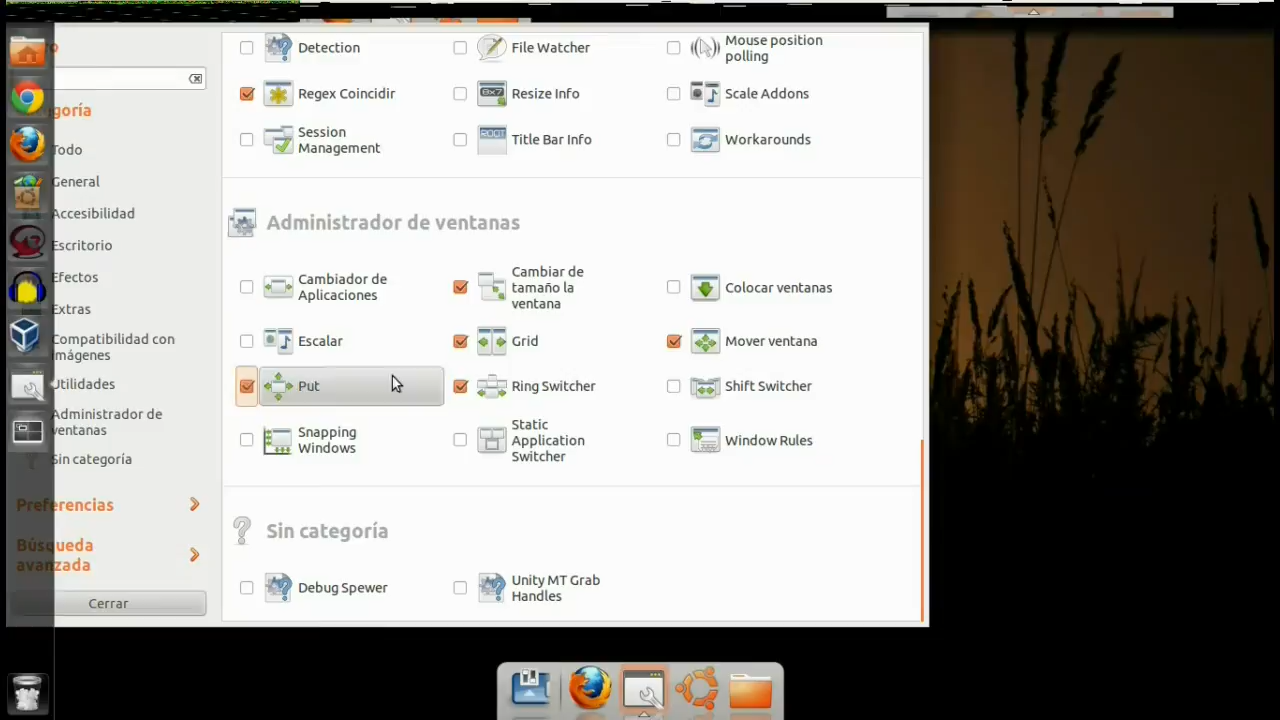 Detection
File Watcher
Mouse position
polling
goría
Regex Coincidir
Resize Info
Scale Addons
Session
Management
Title Bar Info
Workarounds
Todo
General
Accesibilidad
Escritorio
Efectos
Extras
Compatibilidad con
imágenes
Utilidades
Administrador de
ventanas
Sin categoría
Preferencias
Búsqueda
avanzada
Cerrar
Administrador de ventanas
Cambiador de
Aplicaciones
Cambiar de
tamaño la
ventana
Colocar ventanas
Escalar
Grid
Mover ventana
Put
Ring Switcher
Shift Switcher
Snapping
Windows
Static
Application
Switcher
Window Rules
Sin categoría
Debug Spewer
Unity MT Grab
Handles